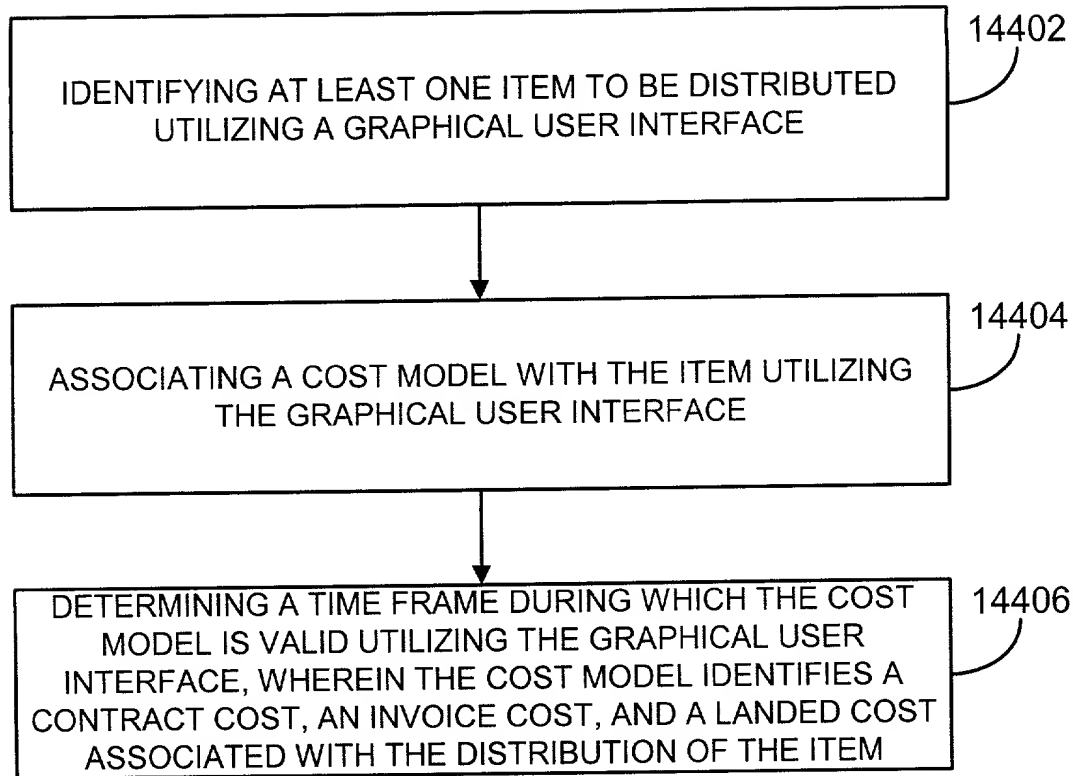 14402
IDENTIFYING AT LEAST ONE ITEM TO BE DISTRIBUTED
UTILIZING A GRAPHICAL USER INTERFACE
14404
ASSOCIATING A COST MODEL WITH THE ITEM UTILIZING
THE GRAPHICAL USER INTERFACE
14406
DETERMINING A TIME FRAME DURING WHICH THE COST
MODEL IS VALID UTILIZING THE GRAPHICAL USER
INTERFACE, WHEREIN THE COST MODEL IDENTIFIES A
CONTRACT COST, AN INVOICE COST, AND A LANDED COST
ASSOCIATED WITH THE DISTRIBUTION OF THE ITEM